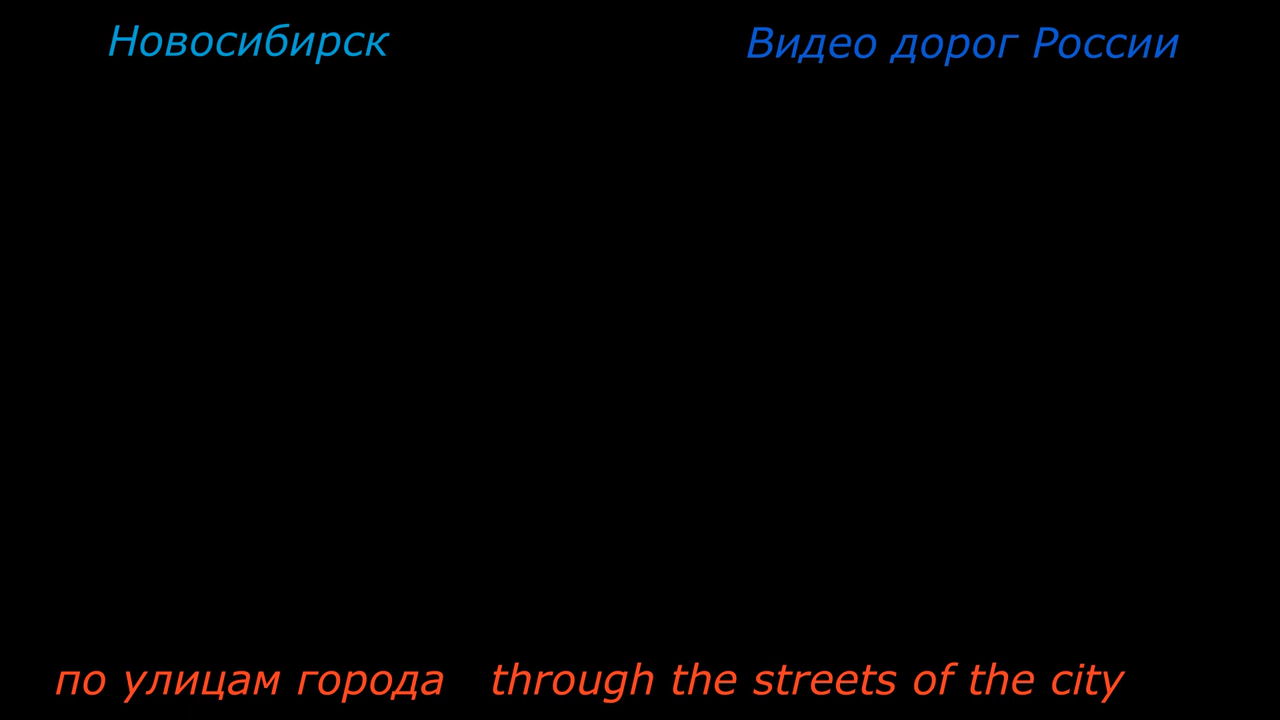 Новосибирск
Видео дорог России
по улицам города through the streets of the city